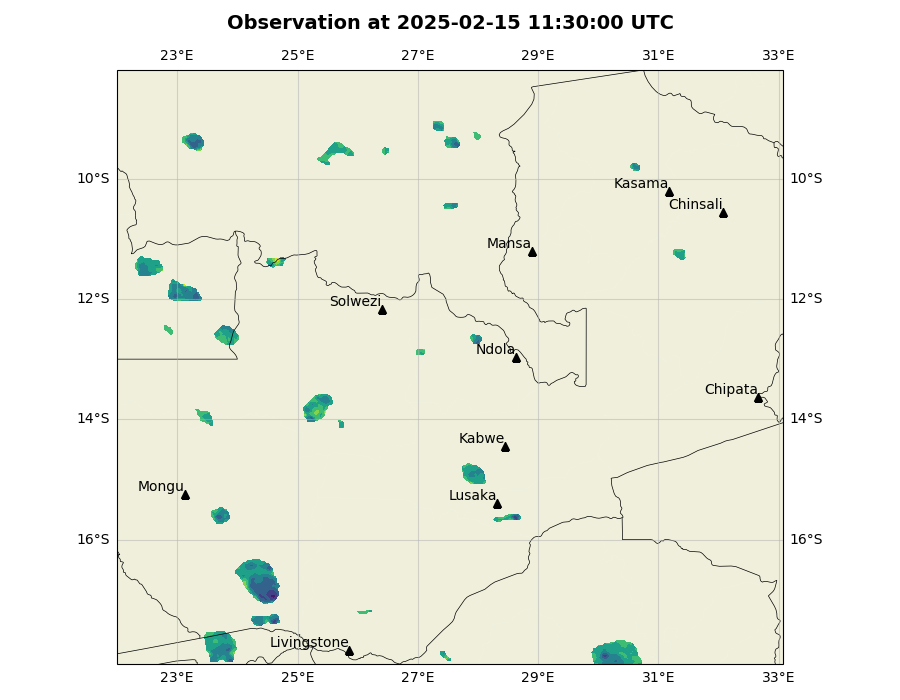 Observation at 2025-02-15 11:30:00 UTC
23°E 25°E 27°E 29°E 31°E 33°E
10°S 10°S
Kasama
Chinsali
Mansa
12°S 12°S
Solwezi
Ndola
Chipata
14°S 14°S
Kabwe
Mongu
Lusaka
16°S 16°S
Livingstone
23°E 25°E 27°E 29°E 31°E 33°E